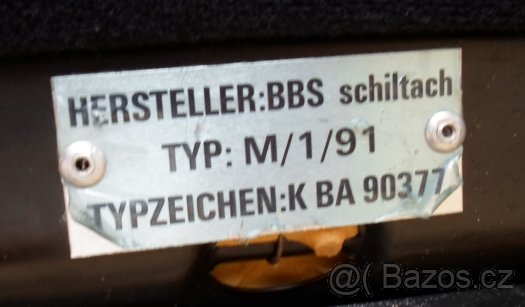 HERSTELLER:BBS schiltach
TYP: M/1/91
TYPZEICHEN:K BA 90377
@ Bazos.cz